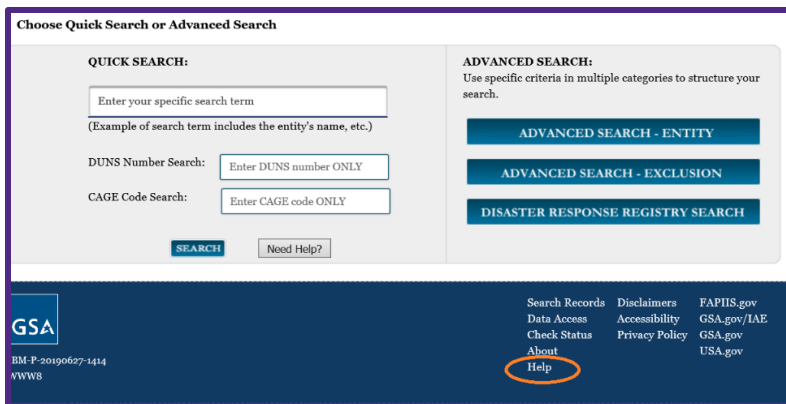 Choose Quick Search or Advanced Search
QUICK SEARCH:
Enter your specific search term
(Example of search term includes the entity's name, etc.)
DUNS Number Search:
Enter DUNS number ONLY
CAGE Code Search:
Enter CAGE code ONLY
SEARCH
Need Help?
ADVANCED SEARCH:
Use specific criteria in multiple categories to structure your
search.
ADVANCED SEARCH - ENTITY
ADVANCED SEARCH - EXCLUSION
DISASTER RESPONSE REGISTRY SEARCH
GSA
BM-P-20190627-1414
WWW8
Search Records
Data Access
Check Status
About
Help
Disclaimers
Accessibility
Privacy Policy
FAPIIS.gov
GSA.gov/IAE
GSA.gov
USA.gov